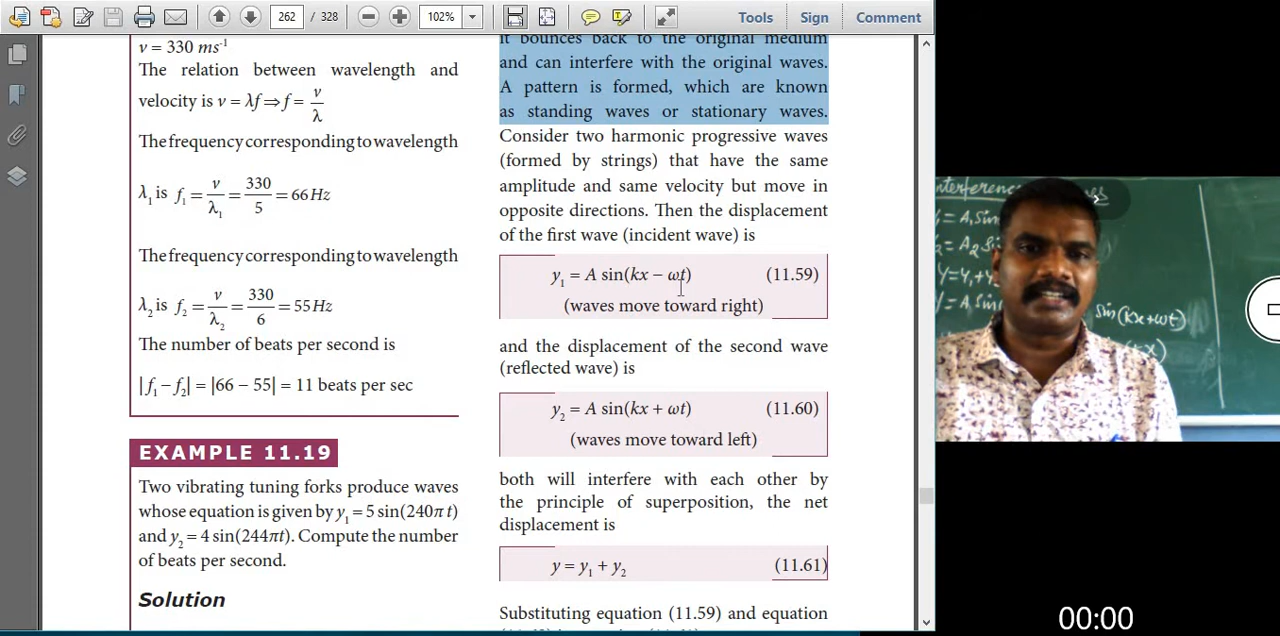 262 / 328
102%
Tools
Sign
Comment
v = 330 ms⁻¹
The relation between wavelength and
velocity is v = λf ⇒ f = v/λ
The frequency corresponding to wavelength
λ₁ is f₁ = v/λ₁ = 330/5 = 66 Hz
The frequency corresponding to wavelength
λ₂ is f₂ = v/λ₂ = 330/6 = 55 Hz
The number of beats per second is
|f₁ − f₂| = |66 − 55| = 11 beats per sec
EXAMPLE 11.19
Two vibrating tuning forks produce waves
whose equation is given by y₁ = 5 sin(240π t)
and y₂ = 4 sin(244πt). Compute the number
of beats per second.
Solution
it bounces back to the original medium
and can interfere with the original waves.
A pattern is formed, which are known
as standing waves or stationary waves.
Consider two harmonic progressive waves
(formed by strings) that have the same
amplitude and same velocity but move in
opposite directions. Then the displacement
of the first wave (incident wave) is
y₁ = A sin(kx − ωt) (11.59)
(waves move toward right)
and the displacement of the second wave
(reflected wave) is
y₂ = A sin(kx + ωt) (11.60)
(waves move toward left)
both will interfere with each other by
the principle of superposition, the net
displacement is
y = y₁ + y₂ (11.61)
Substituting equation (11.59) and equation
= A₁ sin
= A₂ si
Y = Y₁ +
sin(kx+ωt)
00:00